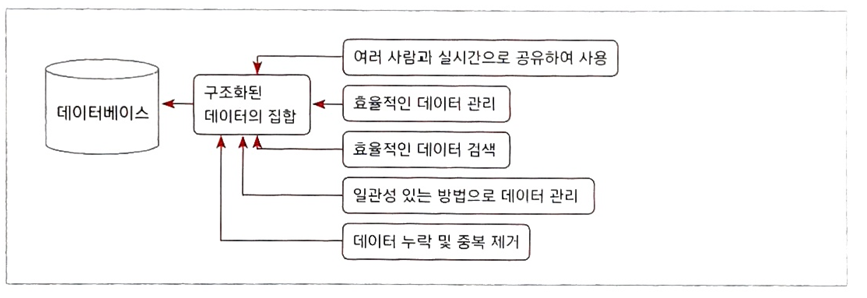 데이터베이스
구조화된
데이터의 집합
여러 사람과 실시간으로 공유하여 사용
효율적인 데이터 관리
효율적인 데이터 검색
일관성 있는 방법으로 데이터 관리
데이터 누락 및 중복 제거